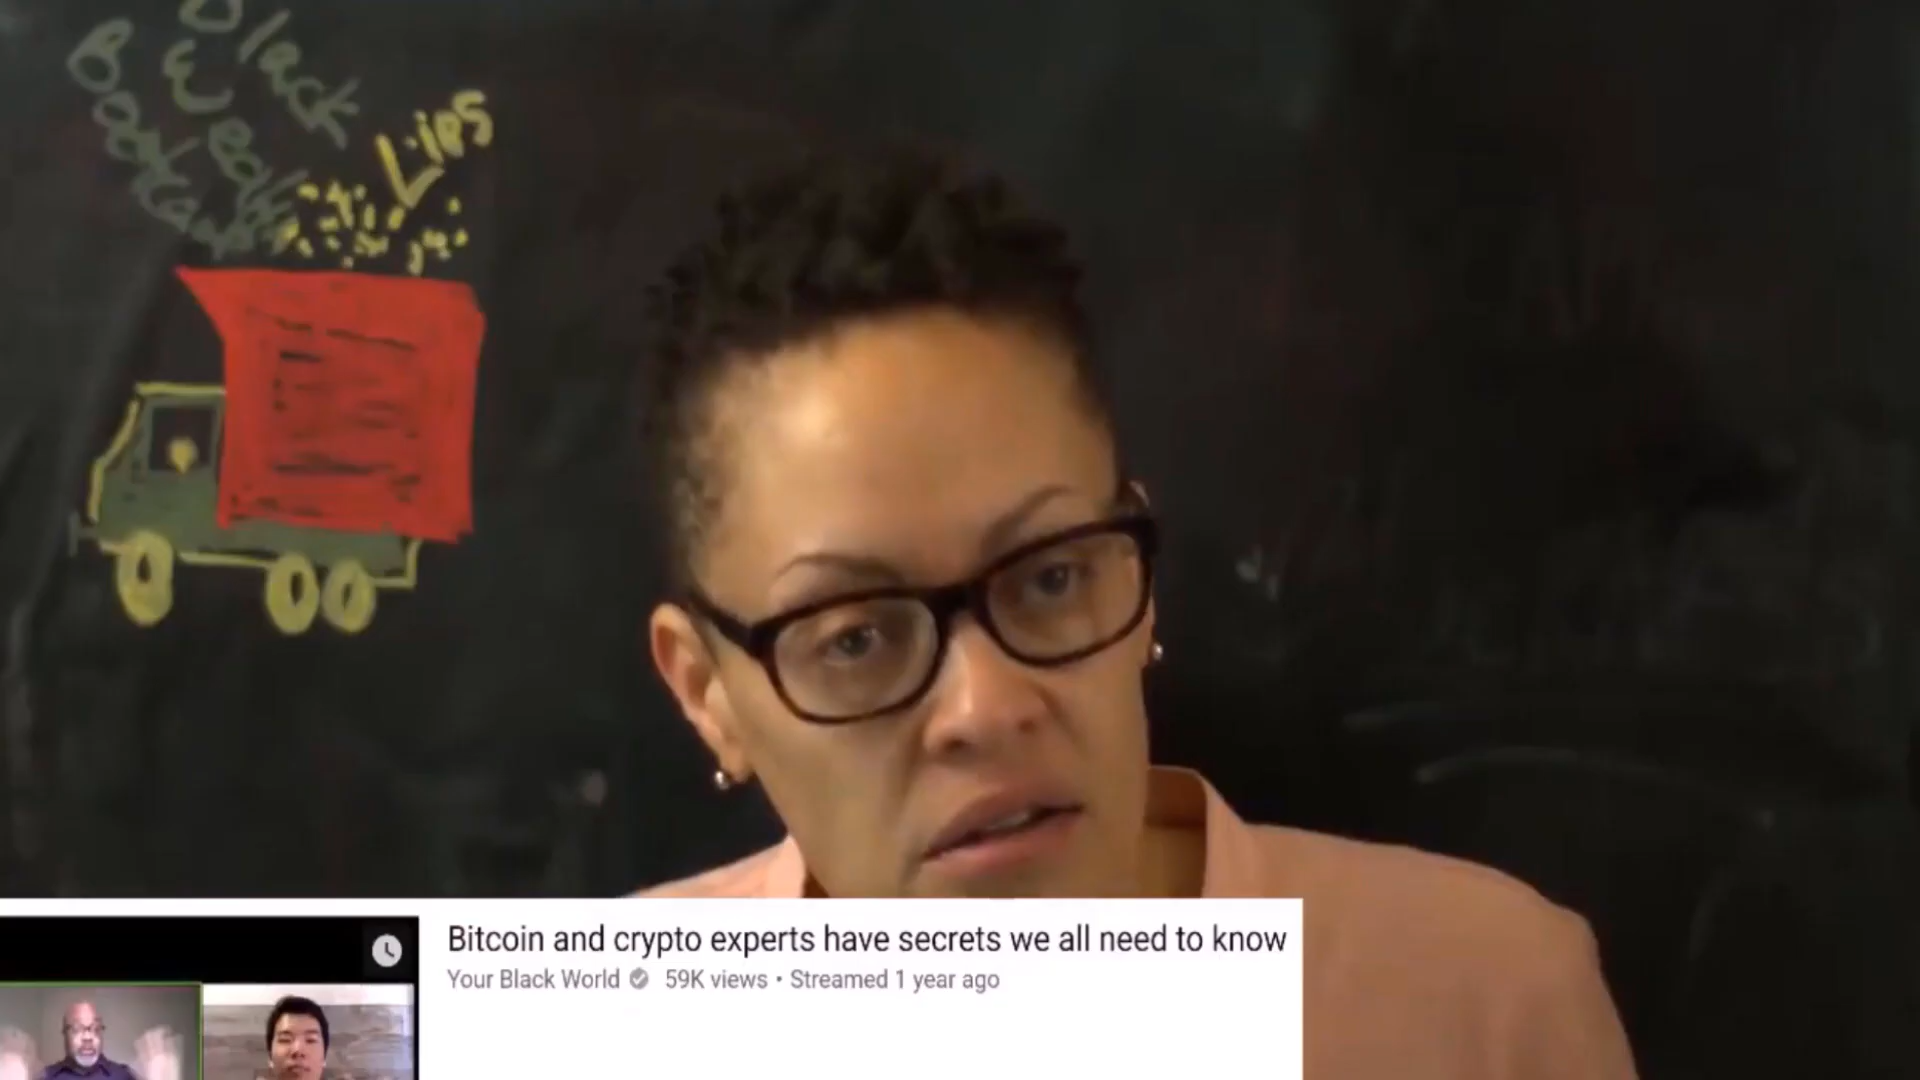 Black
Lies
Bitcoin and crypto experts have secrets we all need to know
Your Black World 59K views • Streamed 1 year ago